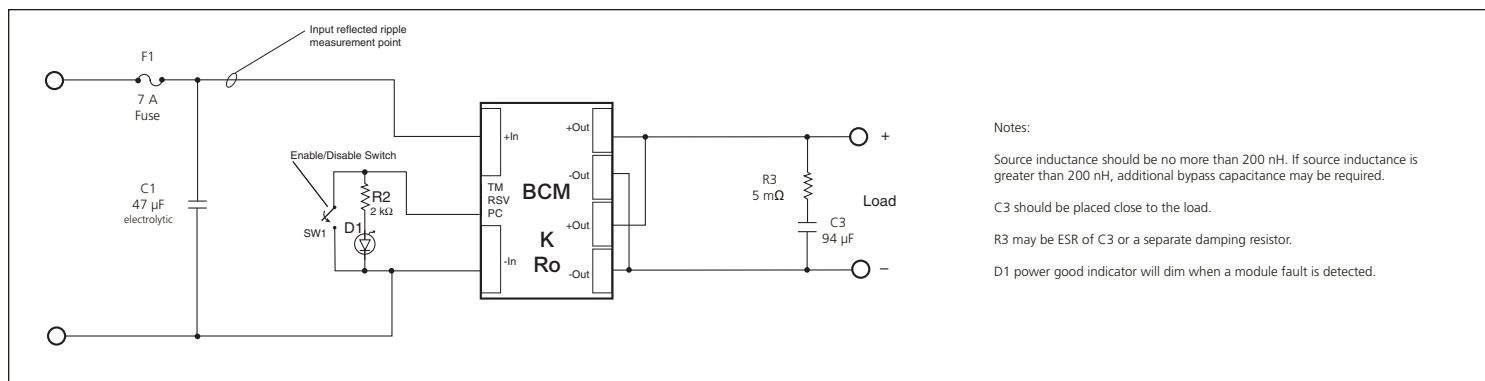 Input reflected ripple
measurement point
F1
7 A
Fuse
C1
47 µF
electrolytic
Enable/Disable Switch
SW1
R2
2 kΩ
D1
+In
TM
RSV
PC
-In
BCM
K
Ro
+Out
-Out
+Out
-Out
R3
5 mΩ
C3
94 µF
+
Load
–
Notes:
Source inductance should be no more than 200 nH. If source inductance is
greater than 200 nH, additional bypass capacitance may be required.
C3 should be placed close to the load.
R3 may be ESR of C3 or a separate damping resistor.
D1 power good indicator will dim when a module fault is detected.